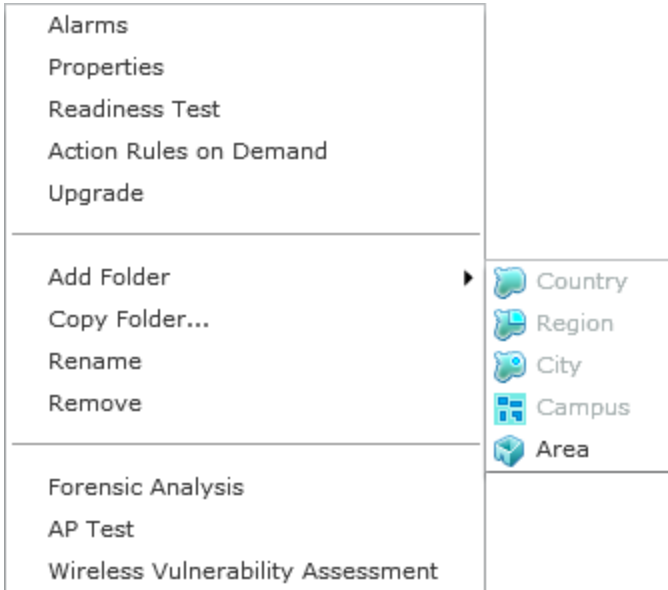 Alarms
Properties
Readiness Test
Action Rules on Demand
Upgrade
Add Folder
Copy Folder...
Rename
Remove
Forensic Analysis
AP Test
Wireless Vulnerability Assessment
Country
Region
City
Campus
Area